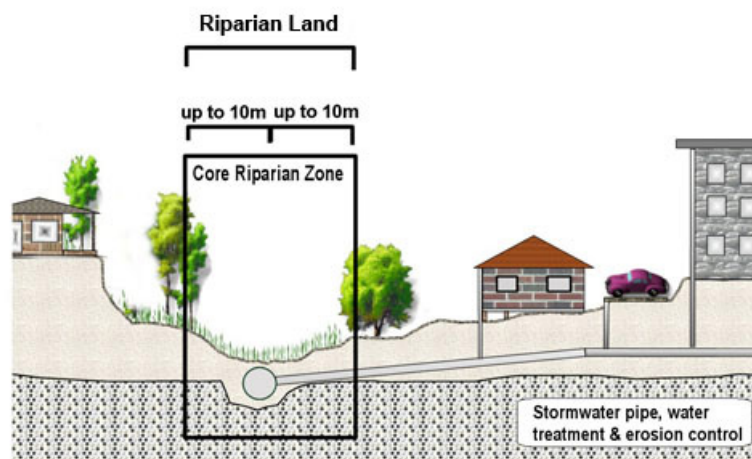 Riparian Land
up to 10m up to 10m
Core Riparian Zone
Stormwater pipe, water
treatment & erosion control